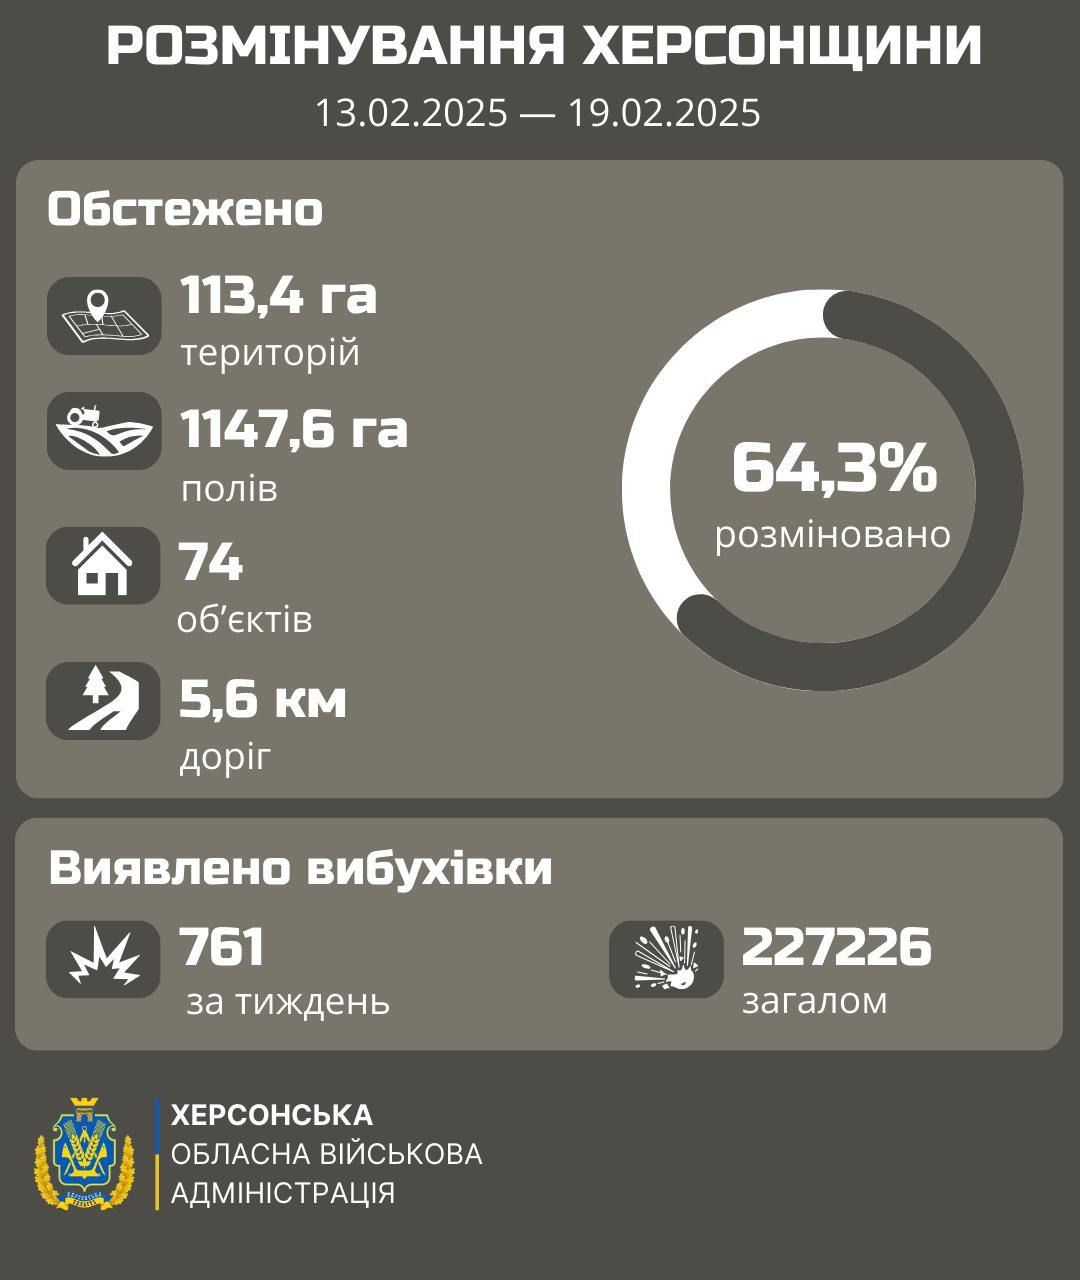 РОЗМІНУВАННЯ ХЕРСОНЩИНИ
13.02.2025 — 19.02.2025
Обстежено
113,4 га
територій
1147,6 га
полів
74
об’єктів
5,6 км
доріг
64,3%
розміновано
Виявлено вибухівки
761
за тиждень
227226
загалом
ХЕРСОНСЬКА
ОБЛАСНА ВІЙСЬКОВА
АДМІНІСТРАЦІЯ